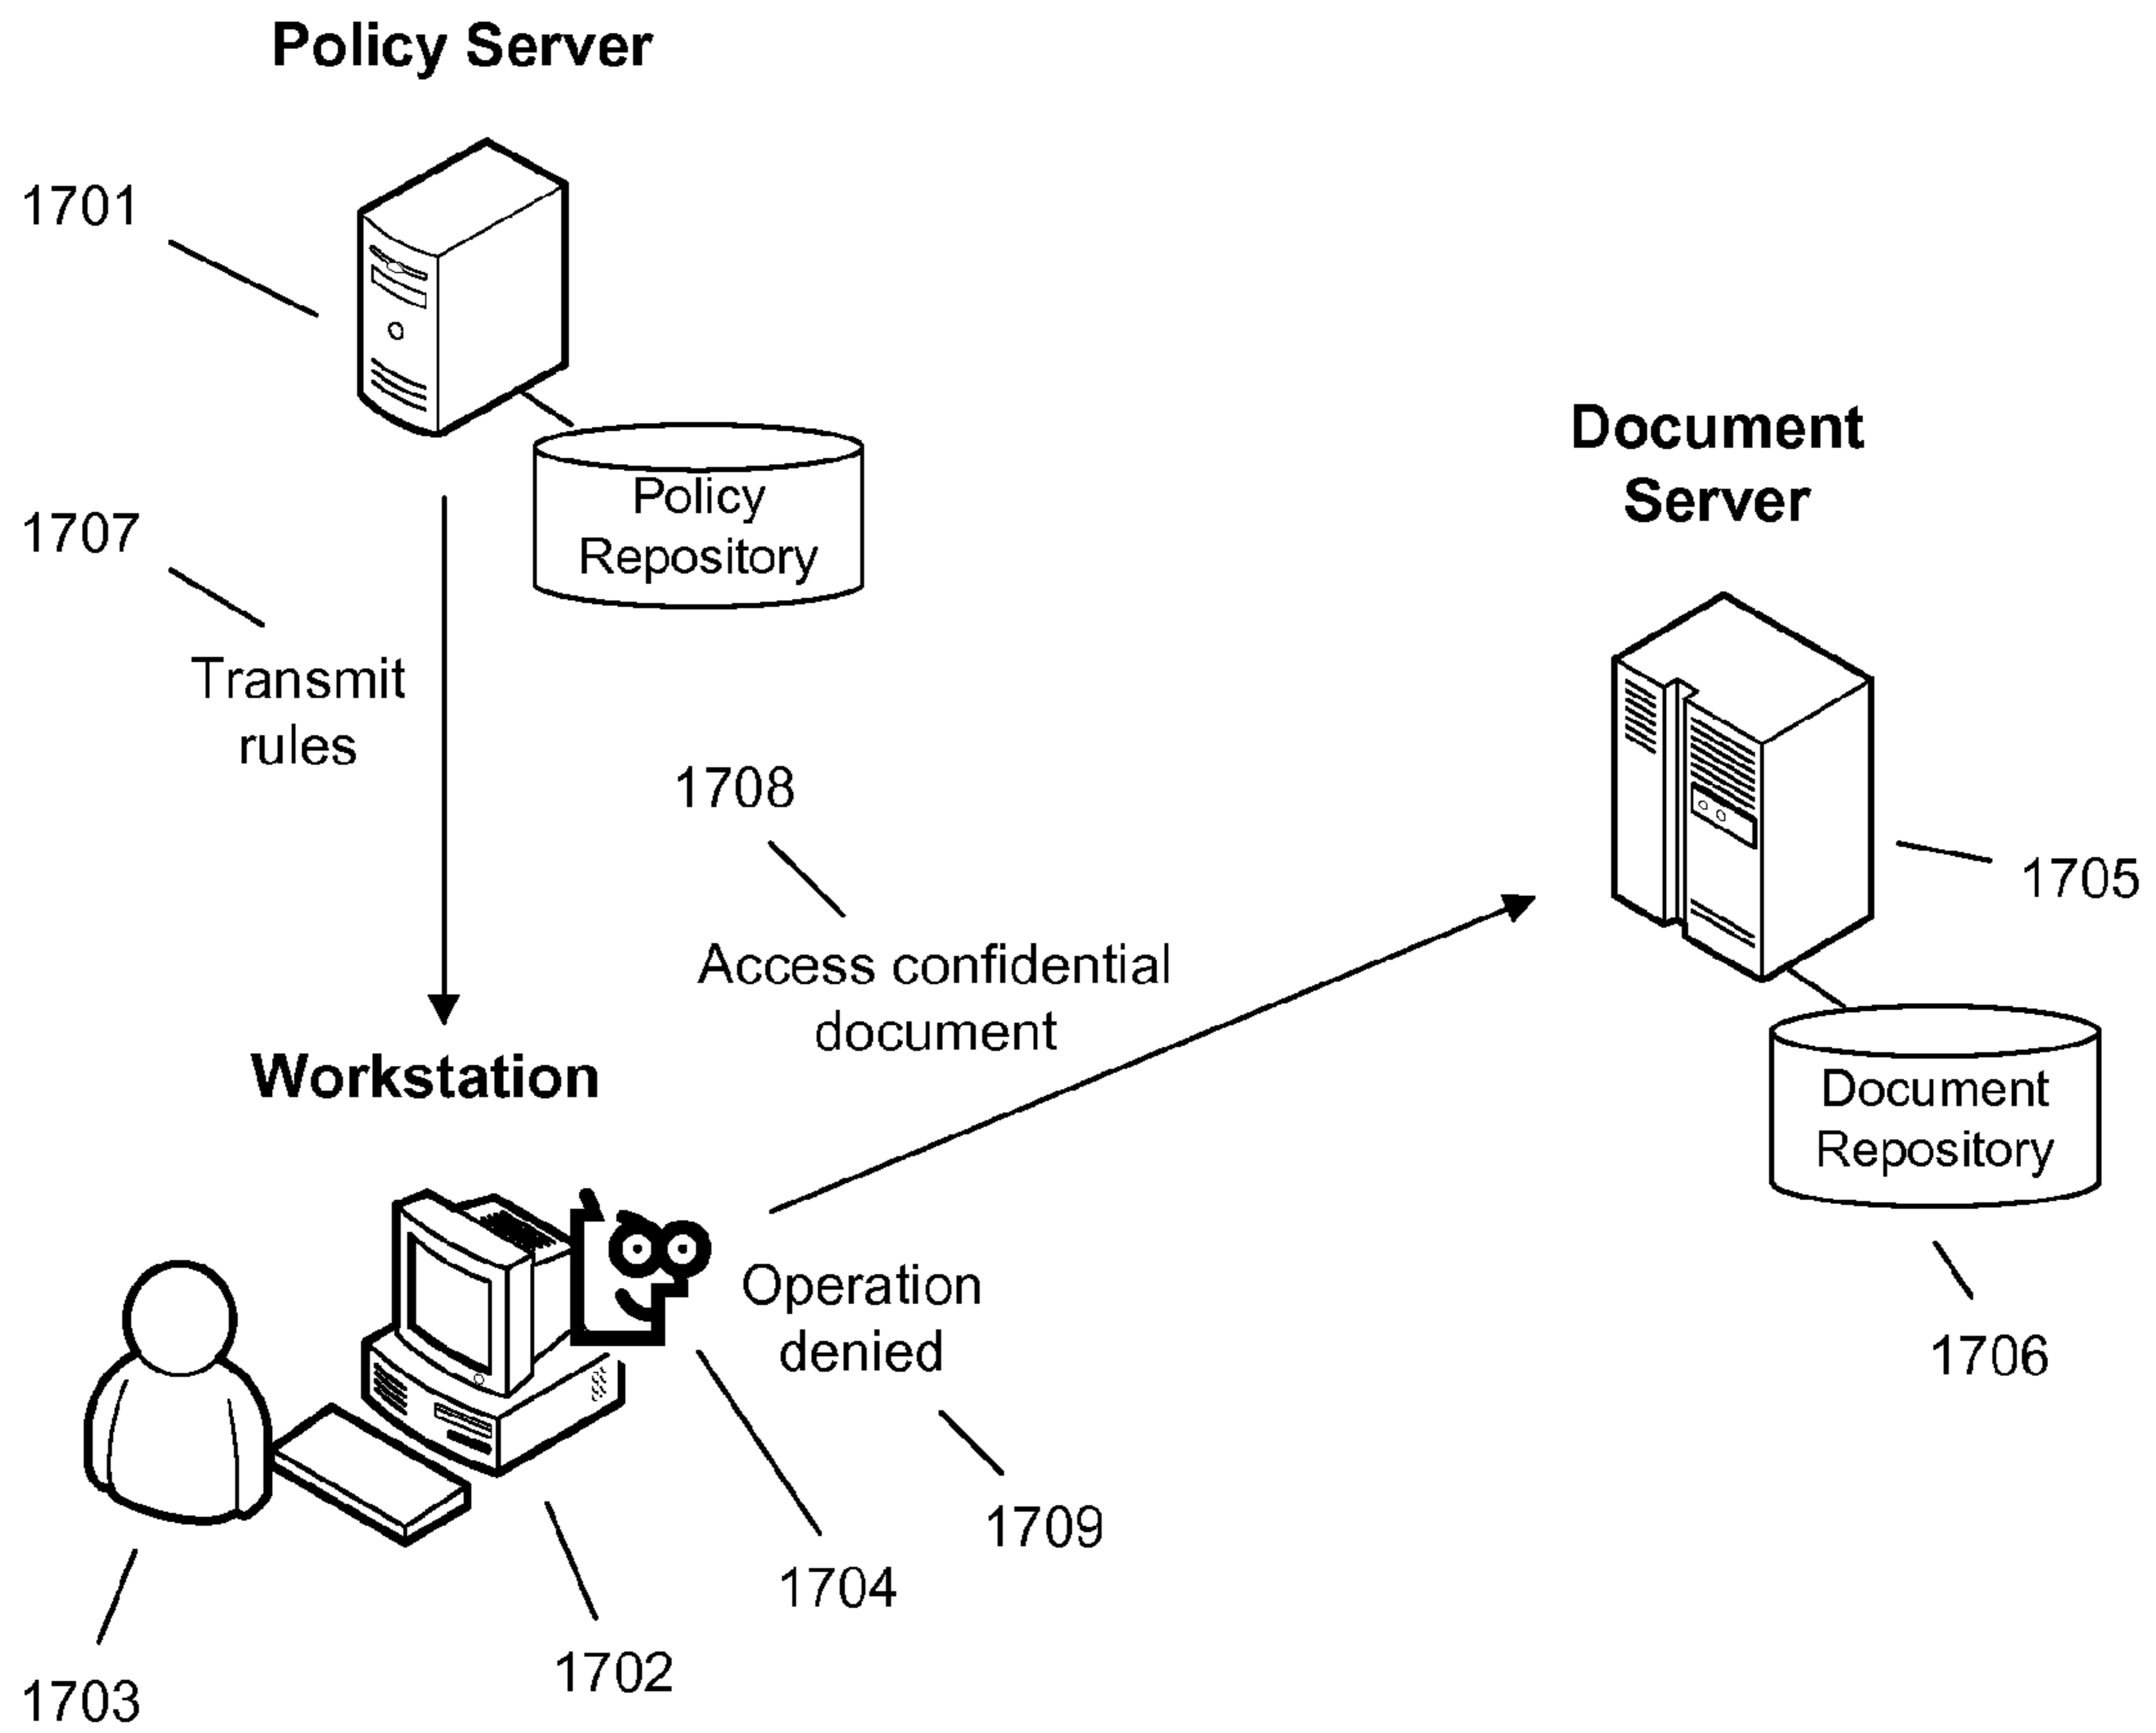 Policy Server
1701
Policy
Repository
1707
Transmit
rules
Document
Server
1708
1705
Access confidential
document
Workstation
Document
Repository
Operation
denied
1706
1709
1704
1702
1703